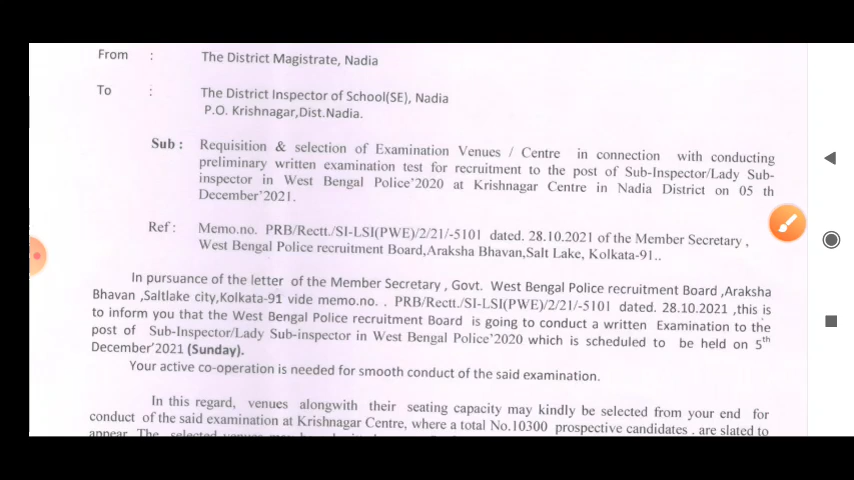 From : The District Magistrate, Nadia
To : The District Inspector of School(SE), Nadia
P.O. Krishnagar,Dist.Nadia.
Sub : Requisition & selection of Examination Venues / Centre in connection with conducting
preliminary written examination test for recruitment to the post of Sub-Inspector/Lady Sub-
inspector in West Bengal Police'2020 at Krishnagar Centre in Nadia District on 05 th
December'2021.
Ref : Memo.no. PRB/Rectt./SI-LSI(PWE)/2/21/-5101 dated. 28.10.2021 of the Member Secretary ,
West Bengal Police recruitment Board,Araksha Bhavan,Salt Lake, Kolkata-91..
In pursuance of the letter of the Member Secretary , Govt. West Bengal Police recruitment Board ,Araksha
Bhavan ,Saltlake city,Kolkata-91 vide memo.no. . PRB/Rectt./SI-LSI(PWE)/2/21/-5101 dated. 28.10.2021 ,this is
to inform you that the West Bengal Police recruitment Board is going to conduct a written Examination to the
post of Sub-Inspector/Lady Sub-inspector in West Bengal Police'2020 which is scheduled to be held on 5th
December'2021 (Sunday).
Your active co-operation is needed for smooth conduct of the said examination.
In this regard, venues alongwith their seating capacity may kindly be selected from your end for
conduct of the said examination at Krishnagar Centre, where a total No.10300 prospective candidates . are slated to
appear. The selected venues may be